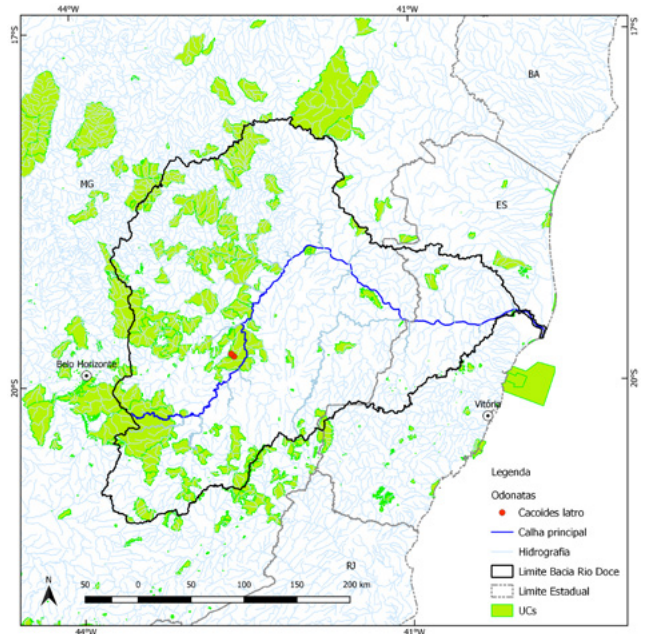 44°W
41°W
17°S
17°S
BA
MG
ES
Belo Horizonte
20°S
20°S
Vitória
Legenda
Odonatas
Cacoides latro
Calha principal
Hidrografia
Limite Bacia Rio Doce
Limite Estadual
UCs
RJ
N
50 0 50 100 150 200 km
44°W
41°W